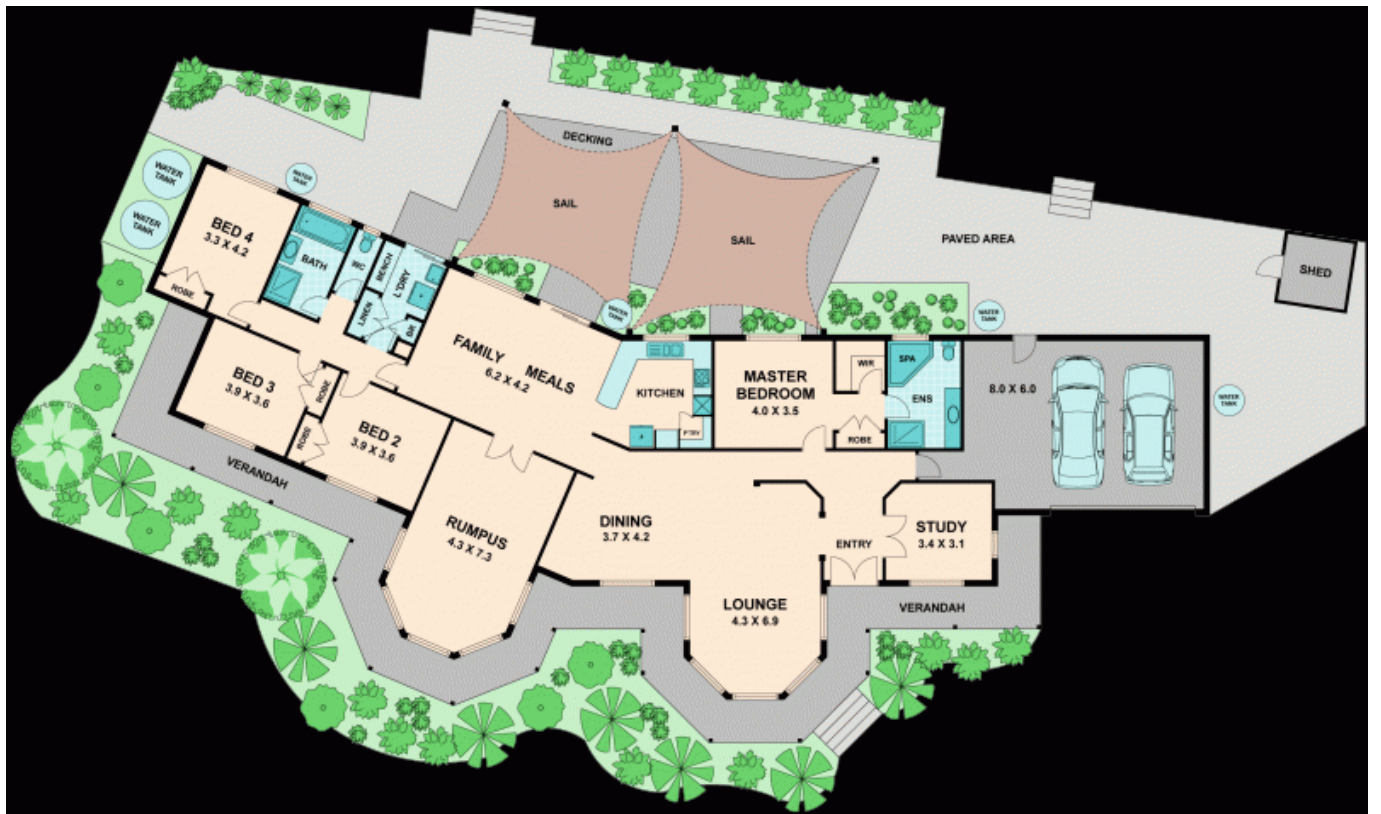 DECKING
WATER
TANK
WATER
TANK
WATER
TANK
SAIL
SAIL
PAVED AREA
SHED
BED 4
3.3 X 4.2
ROBE
BATH
WC
BENCH
L'DRY
LINEN
BR
WATER
TANK
WATER
TANK
WATER
TANK
FAMILY
MEALS
6.2 X 4.2
KITCHEN
P'TRY
MASTER
BEDROOM
4.0 X 3.5
WIR
ROBE
SPA
ENS
8.0 X 6.0
BED 3
3.9 X 3.6
ROBE
ROBE
BED 2
3.9 X 3.6
VERANDAH
RUMPUS
4.3 X 7.3
DINING
3.7 X 4.2
ENTRY
STUDY
3.4 X 3.1
LOUNGE
4.3 X 6.9
VERANDAH